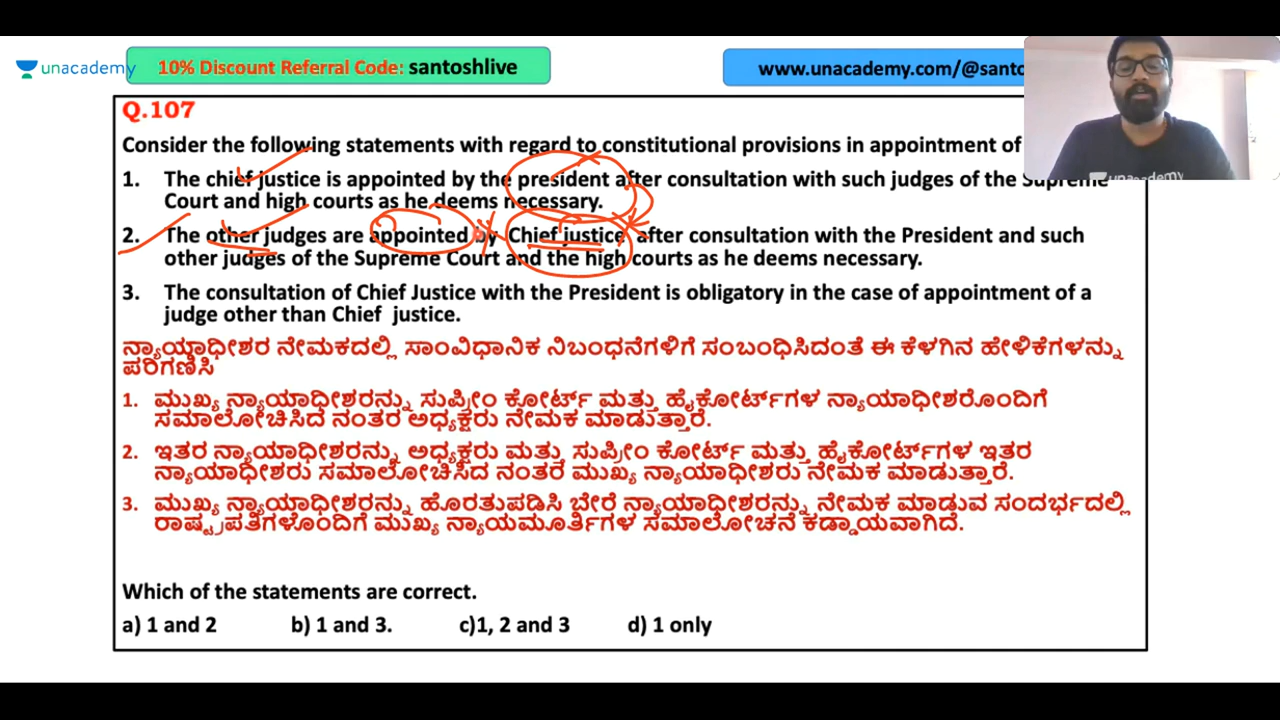 unacademy
10% Discount Referral Code: santoshlive
www.unacademy.com/@santo
Q.107
Consider the following statements with regard to constitutional provisions in appointment of
1. The chief justice is appointed by the president after consultation with such judges of the Supreme
Court and high courts as he deems necessary.
2. The other judges are appointed by Chief justice after consultation with the President and such
other judges of the Supreme Court and the high courts as he deems necessary.
3. The consultation of Chief Justice with the President is obligatory in the case of appointment of a
judge other than Chief justice.
ನ್ಯಾಯಾಧೀಶರ ನೇಮಕದಲ್ಲಿ ಸಾಂವಿಧಾನಿಕ ನಿಬಂಧನೆಗಳಿಗೆ ಸಂಬಂಧಿಸಿದಂತೆ ಈ ಕೆಳಗಿನ ಹೇಳಿಕೆಗಳನ್ನು
ಪರಿಗಣಿಸಿ
1. ಮುಖ್ಯ ನ್ಯಾಯಾಧೀಶರನ್ನು ಸುಪ್ರೀಂ ಕೋರ್ಟ್ ಮತ್ತು ಹೈಕೋರ್ಟ್‌ಗಳ ನ್ಯಾಯಾಧೀಶರೊಂದಿಗೆ
ಸಮಾಲೋಚಿಸಿದ ನಂತರ ಅಧ್ಯಕ್ಷರು ನೇಮಕ ಮಾಡುತ್ತಾರೆ.
2. ಇತರ ನ್ಯಾಯಾಧೀಶರನ್ನು ಅಧ್ಯಕ್ಷರು ಮತ್ತು ಸುಪ್ರೀಂ ಕೋರ್ಟ್ ಮತ್ತು ಹೈಕೋರ್ಟ್‌ಗಳ ಇತರ
ನ್ಯಾಯಾಧೀಶರು ಸಮಾಲೋಚಿಸಿದ ನಂತರ ಮುಖ್ಯ ನ್ಯಾಯಾಧೀಶರು ನೇಮಕ ಮಾಡುತ್ತಾರೆ.
3. ಮುಖ್ಯ ನ್ಯಾಯಾಧೀಶರನ್ನು ಹೊರತುಪಡಿಸಿ ಬೇರೆ ನ್ಯಾಯಾಧೀಶರನ್ನು ನೇಮಕ ಮಾಡುವ ಸಂದರ್ಭದಲ್ಲಿ
ರಾಷ್ಟ್ರಪತಿಗಳೊಂದಿಗೆ ಮುಖ್ಯ ನ್ಯಾಯಮೂರ್ತಿಗಳ ಸಮಾಲೋಚನೆ ಕಡ್ಡಾಯವಾಗಿದೆ.
Which of the statements are correct.
a) 1 and 2 b) 1 and 3. c)1, 2 and 3 d) 1 only